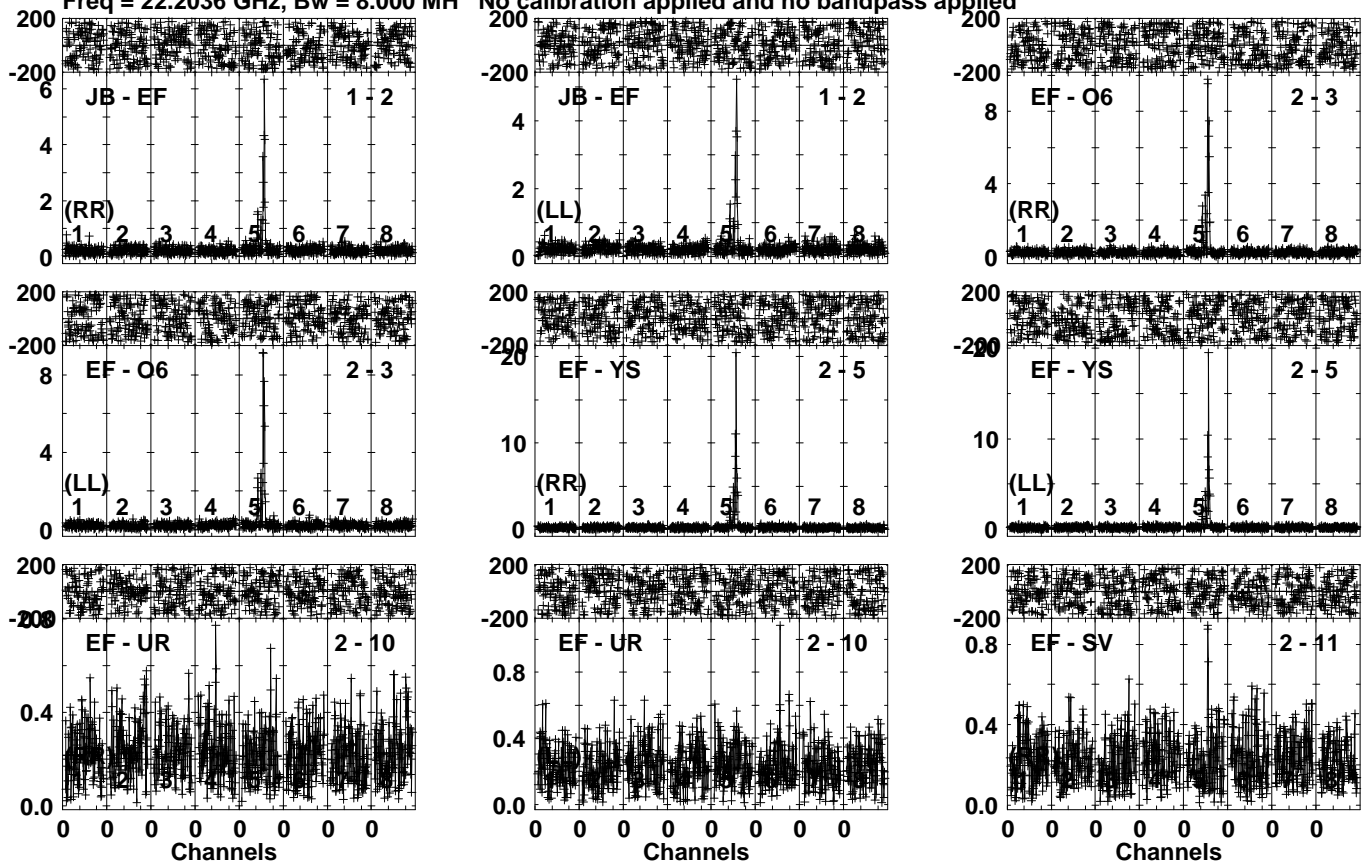 Freq = 22.2036 GHz, Bw = 8.000 MH No calibration applied and no bandpass applied
200 200 200
-200 -200 -200
JB - EF 1 - 2 JB - EF 1 - 2 EF - O6 2 - 3
6 4 8
4 2 4
2 0 0
0
(RR) (LL) (RR)
1 2 3 4 5 6 7 8 1 2 3 4 5 6 7 8 1 2 3 4 5 6 7 8
200 200 200
-200 -200 -200
EF - O6 2 - 3 EF - YS 2 - 5 EF - YS 2 - 5
8 20 20
4 10 10
0 0 0
(LL) (RR) (LL)
1 2 3 4 5 6 7 8 1 2 3 4 5 6 7 8 1 2 3 4 5 6 7 8
200 200 200
-200 -200 -200
0.8
EF - UR 2 - 10 EF - UR 2 - 10 EF - SV 2 - 11
0.8 0.8
0.4 0.4 0.4
0.0 0.0 0.0
0 0 0 0 0 0 0 0 0 0 0 0 0 0 0 0 0 0 0 0 0 0 0 0
Channels Channels Channels